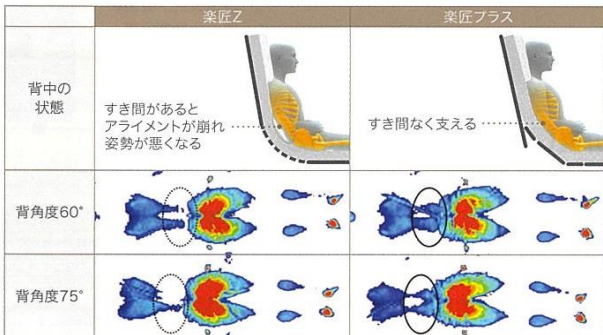 楽匠Z
楽匠プラス
背中の
状態
すき間があると
アライメントが崩れ
姿勢が悪くなる
すき間なく支える
背角度60°
背角度75°